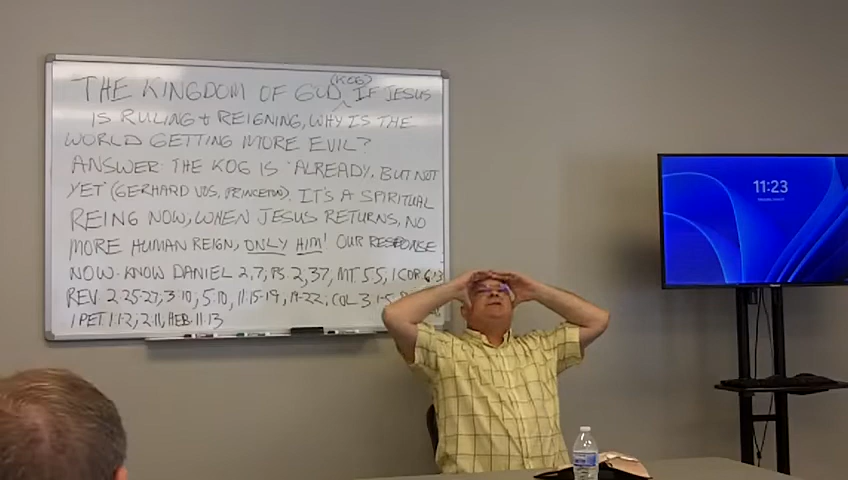 THE KINGDOM OF GOD (KOG) IF JESUS
IS RULING + REIGNING, WHY IS THE
WORLD GETTING MORE EVIL?
ANSWER: THE KOG IS "ALREADY, BUT NOT
YET" (GERHARD VOS, PRINCETON). IT'S A SPIRITUAL
REING NOW; WHEN JESUS RETURNS, NO
MORE HUMAN REIGN, ONLY HIM! OUR RESPONSE
NOW: KNOW DANIEL 2,7, PS. 2,37, MT. 5:5, 1 COR.
REV. 2:25-27, 3:10, 5:10, 11:15-19, 19-22, COL 3:1-5
1 PET. 1:1-2, 2:11, HEB. 11:13
11:23